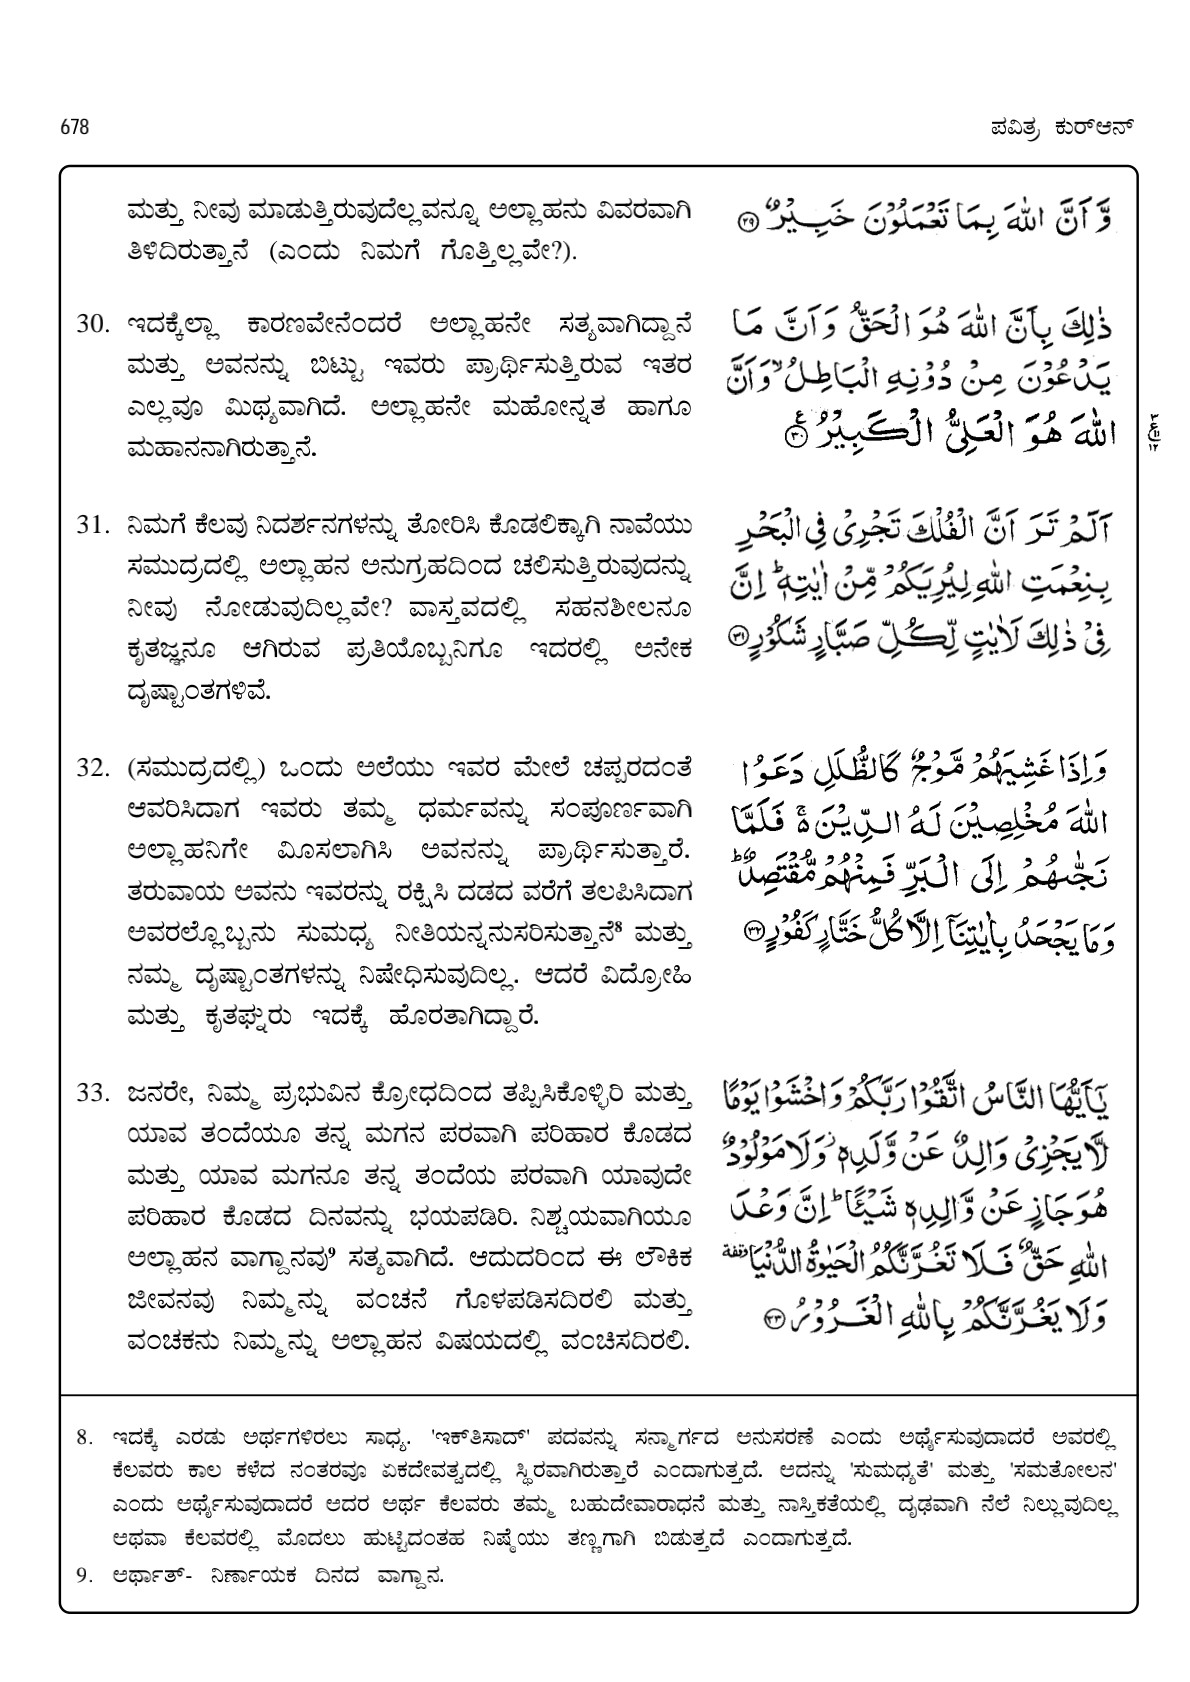 678
ಪವಿತ್ರ ಕುರ್‌ಆನ್
ಮತ್ತು ನೀವು ಮಾಡುತ್ತಿರುವುದೆಲ್ಲವನ್ನೂ ಅಲ್ಲಾಹನು ವಿವರವಾಗಿ
ತಿಳಿದಿರುತ್ತಾನೆ (ಎಂದು ನಿಮಗೆ ಗೊತ್ತಿಲ್ಲವೇ?).
وَّ اَنَّ اللّٰهَ بِمَا تَعْمَلُوْنَ خَبِيْرٌ ﴿٢٩﴾
30. ಇದಕ್ಕೆಲ್ಲಾ ಕಾರಣವೇನೆಂದರೆ ಅಲ್ಲಾಹನೇ ಸತ್ಯವಾಗಿದ್ದಾನೆ
ಮತ್ತು ಅವನನ್ನು ಬಿಟ್ಟು ಇವರು ಪ್ರಾರ್ಥಿಸುತ್ತಿರುವ ಇತರ
ಎಲ್ಲವೂ ಮಿಥ್ಯವಾಗಿದೆ. ಅಲ್ಲಾಹನೇ ಮಹೋನ್ನತ ಹಾಗೂ
ಮಹಾನನಾಗಿರುತ್ತಾನೆ.
ذٰلِكَ بِاَنَّ اللّٰهَ هُوَ الْحَقُّ وَ اَنَّ مَا
يَدْعُوْنَ مِنْ دُوْنِهِ الْبَاطِلُ ۙ وَ اَنَّ
اللّٰهَ هُوَ الْعَلِىُّ الْكَبِيْرُ ﴿٣٠﴾
31. ನಿಮಗೆ ಕೆಲವು ನಿದರ್ಶನಗಳನ್ನು ತೋರಿಸಿ ಕೊಡಲಿಕ್ಕಾಗಿ ನಾವೆಯು
ಸಮುದ್ರದಲ್ಲಿ ಅಲ್ಲಾಹನ ಅನುಗ್ರಹದಿಂದ ಚಲಿಸುತ್ತಿರುವುದನ್ನು
ನೀವು ನೋಡುವುದಿಲ್ಲವೇ? ವಾಸ್ತವದಲ್ಲಿ ಸಹನಶೀಲನೂ
ಕೃತಜ್ಞನೂ ಆಗಿರುವ ಪ್ರತಿಯೊಬ್ಬನಿಗೂ ಇದರಲ್ಲಿ ಅನೇಕ
ದೃಷ್ಟಾಂತಗಳಿವೆ.
اَلَمْ تَرَ اَنَّ الْفُلْكَ تَجْرِىْ فِى الْبَحْرِ
بِنِعْمَتِ اللّٰهِ لِيُرِيَكُمْ مِّنْ اٰيٰتِهٖ ؕ اِنَّ
فِىْ ذٰلِكَ لَاٰيٰتٍ لِّكُلِّ صَبَّارٍ شَكُوْرٍ ﴿٣١﴾
32. (ಸಮುದ್ರದಲ್ಲಿ) ಒಂದು ಅಲೆಯು ಇವರ ಮೇಲೆ ಚಪ್ಪರದಂತೆ
ಆವರಿಸಿದಾಗ ಇವರು ತಮ್ಮ ಧರ್ಮವನ್ನು ಸಂಪೂರ್ಣವಾಗಿ
ಅಲ್ಲಾಹನಿಗೇ ಮೀಸಲಾಗಿಸಿ ಅವನನ್ನು ಪ್ರಾರ್ಥಿಸುತ್ತಾರೆ.
ತರುವಾಯ ಅವನು ಇವರನ್ನು ರಕ್ಷಿಸಿ ದಡದ ವರೆಗೆ ತಲಪಿಸಿದಾಗ
ಅವರಲ್ಲೊಬ್ಬನು ಸುಮಧ್ಯ ನೀತಿಯನ್ನನುಸರಿಸುತ್ತಾನೆ⁸ ಮತ್ತು
ನಮ್ಮ ದೃಷ್ಟಾಂತಗಳನ್ನು ನಿಷೇಧಿಸುವುದಿಲ್ಲ. ಆದರೆ ವಿದ್ರೋಹಿ
ಮತ್ತು ಕೃತಘ್ನರು ಇದಕ್ಕೆ ಹೊರತಾಗಿದ್ದಾರೆ.
وَ اِذَا غَشِيَهُمْ مَّوْجٌ كَالظُّلَلِ دَعَوُا
اللّٰهَ مُخْلِصِيْنَ لَهُ الدِّيْنَ ۚ فَلَمَّا
نَجّٰهُمْ اِلَى الْبَرِّ فَمِنْهُمْ مُّقْتَصِدٌ ؕ
وَ مَا يَجْحَدُ بِاٰيٰتِنَاۤ اِلَّا كُلُّ خَتَّارٍ كَفُوْرٍ ﴿٣٢﴾
33. ಜನರೇ, ನಿಮ್ಮ ಪ್ರಭುವಿನ ಕ್ರೋಧದಿಂದ ತಪ್ಪಿಸಿಕೊಳ್ಳಿರಿ ಮತ್ತು
ಯಾವ ತಂದೆಯೂ ತನ್ನ ಮಗನ ಪರವಾಗಿ ಪರಿಹಾರ ಕೊಡದ
ಮತ್ತು ಯಾವ ಮಗನೂ ತನ್ನ ತಂದೆಯ ಪರವಾಗಿ ಯಾವುದೇ
ಪರಿಹಾರ ಕೊಡದ ದಿನವನ್ನು ಭಯಪಡಿರಿ. ನಿಶ್ಚಯವಾಗಿಯೂ
ಅಲ್ಲಾಹನ ವಾಗ್ದಾನವು⁹ ಸತ್ಯವಾಗಿದೆ. ಆದುದರಿಂದ ಈ ಲೌಕಿಕ
ಜೀವನವು ನಿಮ್ಮನ್ನು ವಂಚನೆ ಗೊಳಪಡಿಸದಿರಲಿ ಮತ್ತು
ವಂಚಕನು ನಿಮ್ಮನ್ನು ಅಲ್ಲಾಹನ ವಿಷಯದಲ್ಲಿ ವಂಚಿಸದಿರಲಿ.
يٰۤاَيُّهَا النَّاسُ اتَّقُوْا رَبَّكُمْ وَ اخْشَوْا يَوْمًا
لَّا يَجْزِىْ وَالِدٌ عَنْ وَّلَدِهٖ ۫ وَ لَا مَوْلُوْدٌ
هُوَ جَازٍ عَنْ وَّالِدِهٖ شَيْـًٔا ؕ اِنَّ وَعْدَ
اللّٰهِ حَقٌّ فَلَا تَغُرَّنَّكُمُ الْحَيٰوةُ الدُّنْيَا وقفة
وَ لَا يَغُرَّنَّكُمْ بِاللّٰهِ الْغَرُوْرُ ﴿٣٣﴾
8. ಇದಕ್ಕೆ ಎರಡು ಅರ್ಥಗಳಿರಲು ಸಾಧ್ಯ. 'ಇಕ್‌ತಿಸಾದ್' ಪದವನ್ನು ಸನ್ಮಾರ್ಗದ ಅನುಸರಣೆ ಎಂದು ಅರ್ಥೈಸುವುದಾದರೆ ಅವರಲ್ಲಿ
ಕೆಲವರು ಕಾಲ ಕಳೆದ ನಂತರವೂ ಏಕದೇವತ್ವದಲ್ಲಿ ಸ್ಥಿರವಾಗಿರುತ್ತಾರೆ ಎಂದಾಗುತ್ತದೆ. ಅದನ್ನು 'ಸುಮಧ್ಯತೆ' ಮತ್ತು 'ಸಮತೋಲನ'
ಎಂದು ಅರ್ಥೈಸುವುದಾದರೆ ಅದರ ಅರ್ಥ ಕೆಲವರು ತಮ್ಮ ಬಹುದೇವಾರಾಧನೆ ಮತ್ತು ನಾಸ್ತಿಕತೆಯಲ್ಲಿ ದೃಢವಾಗಿ ನೆಲೆ ನಿಲ್ಲುವುದಿಲ್ಲ
ಅಥವಾ ಕೆಲವರಲ್ಲಿ ಮೊದಲು ಹುಟ್ಟಿದಂತಹ ನಿಷ್ಠೆಯು ತಣ್ಣಗಾಗಿ ಬಿಡುತ್ತದೆ ಎಂದಾಗುತ್ತದೆ.
9. ಅರ್ಥಾತ್- ನಿರ್ಣಾಯಕ ದಿನದ ವಾಗ್ದಾನ.